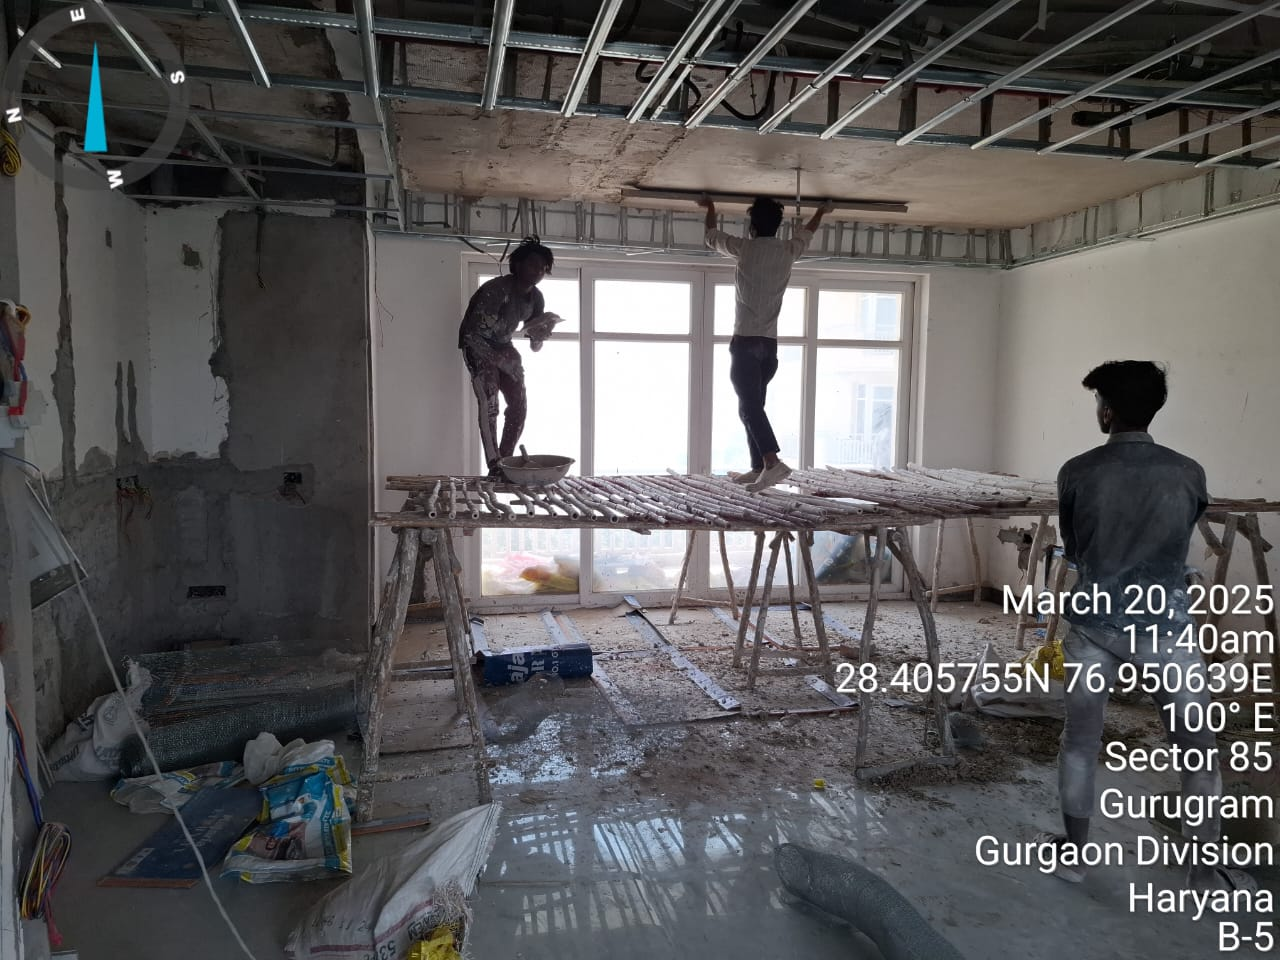 E
S
N
W
March 20, 2025
11:40am
28.405755N 76.950639E
100° E
Sector 85
Gurugram
Gurgaon Division
Haryana
B-5